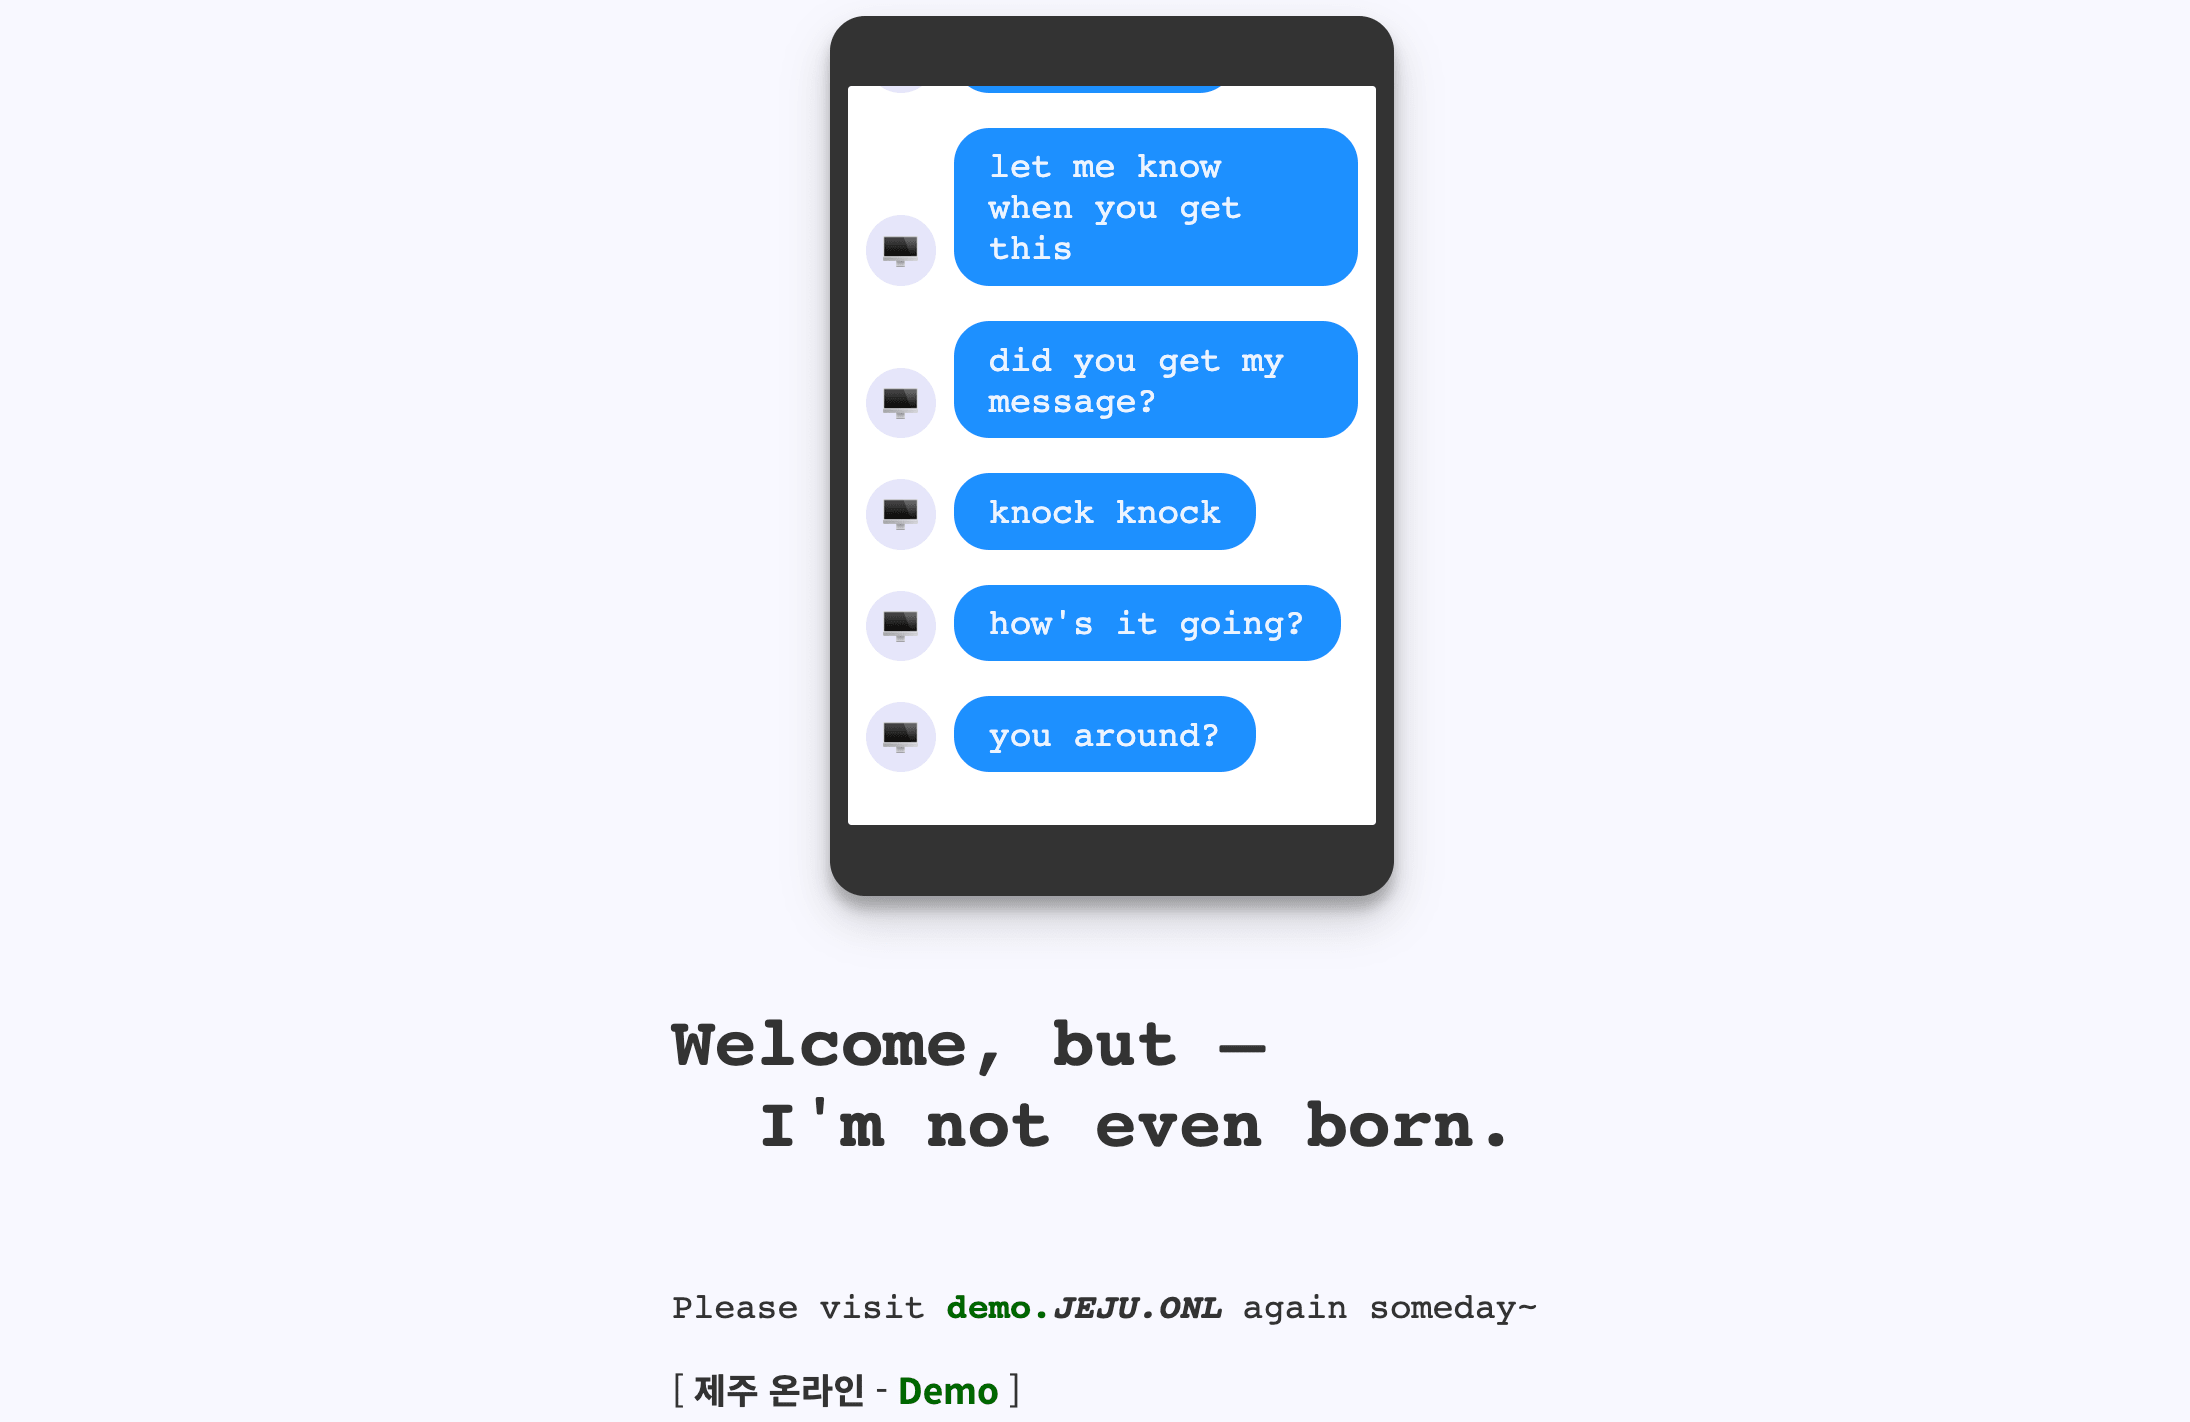 let me know
when you get
this
did you get my
message?
knock knock
how's it going?
you around?
Welcome, but —
I'm not even born.
Please visit demo.JEJU.ONL again someday~
[ 제주 온라인 - Demo ]